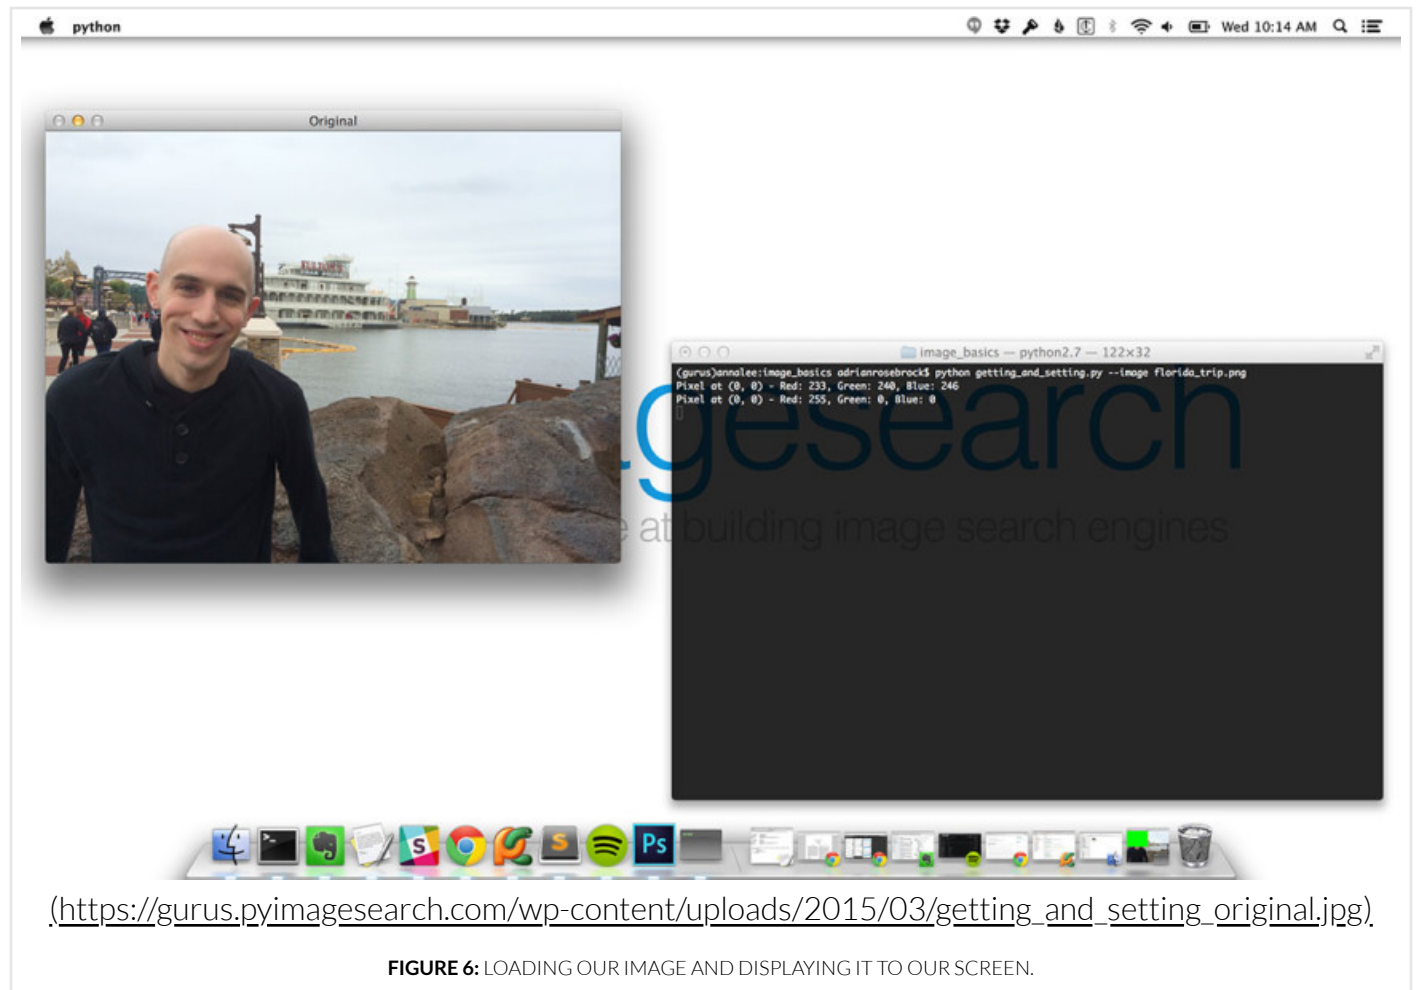 python
Wed 10:14 AM
Original
image_basics — python2.7 — 122×32
(gurus)annalee:image_basics adrianrosebrock$ python getting_and_setting.py --image florida_trip.png
Pixel at (0, 0) - Red: 233, Green: 240, Blue: 246
Pixel at (0, 0) - Red: 255, Green: 0, Blue: 0
agesearch
at building image search engines
S
S
Ps
(https://gurus.pyimagesearch.com/wp-content/uploads/2015/03/getting_and_setting_original.jpg)
FIGURE 6: LOADING OUR IMAGE AND DISPLAYING IT TO OUR SCREEN.